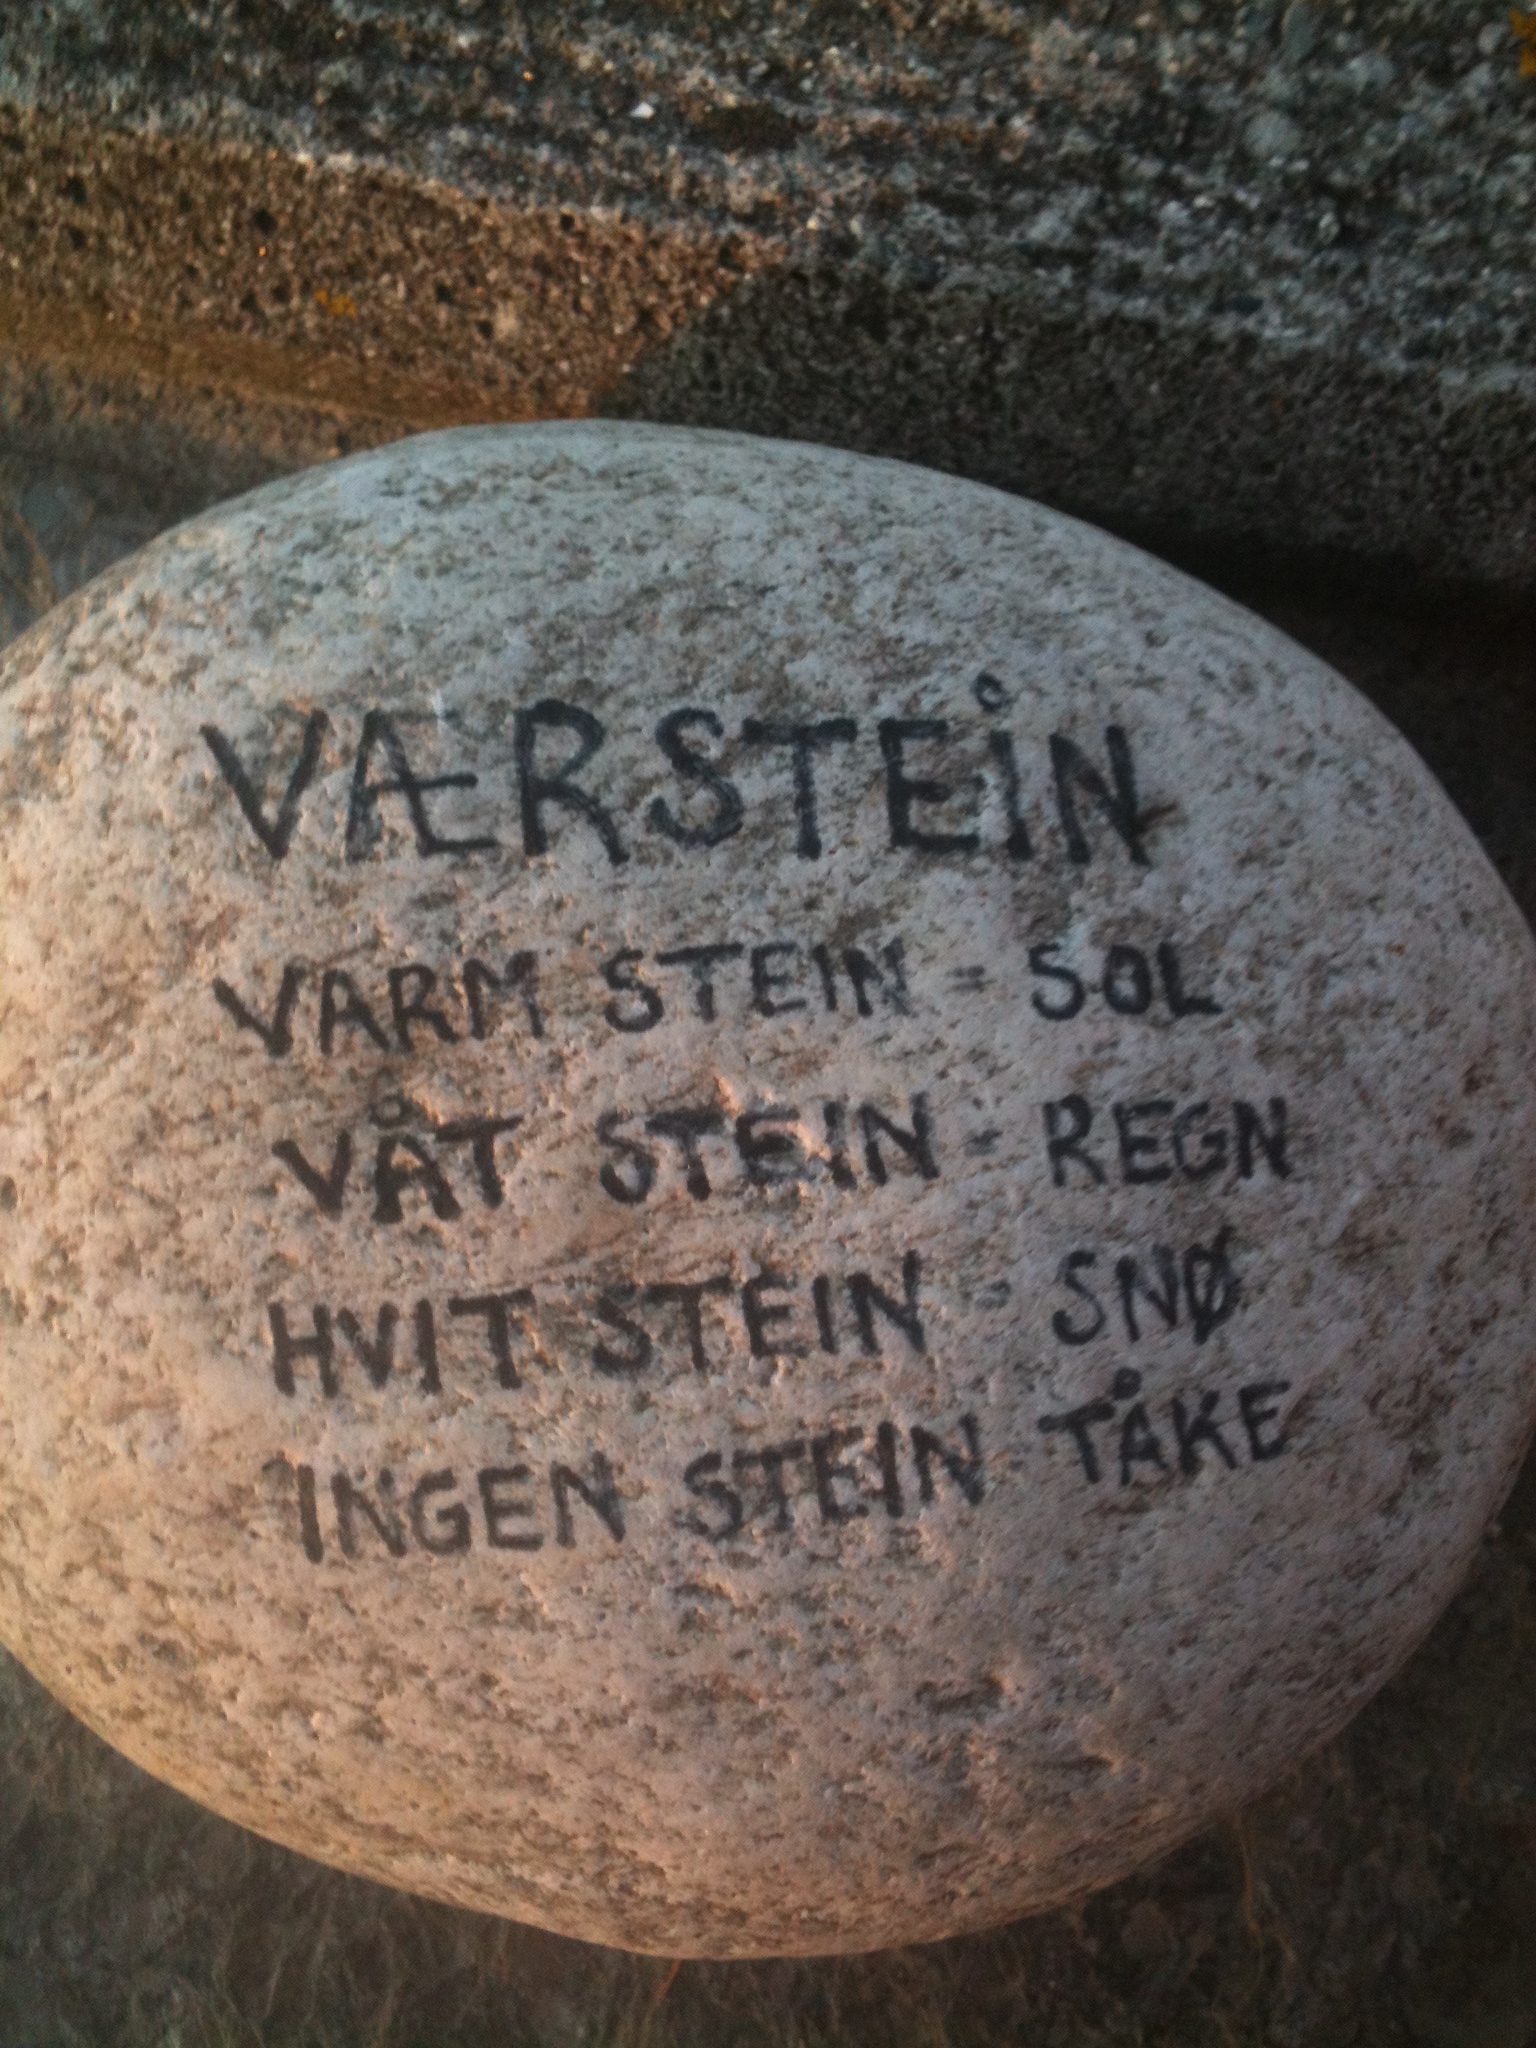 VÆRSTEIN
VARM STEIN = SOL
VÅT STEIN = REGN
HVIT STEIN = SNØ
INGEN STEIN TÅKE